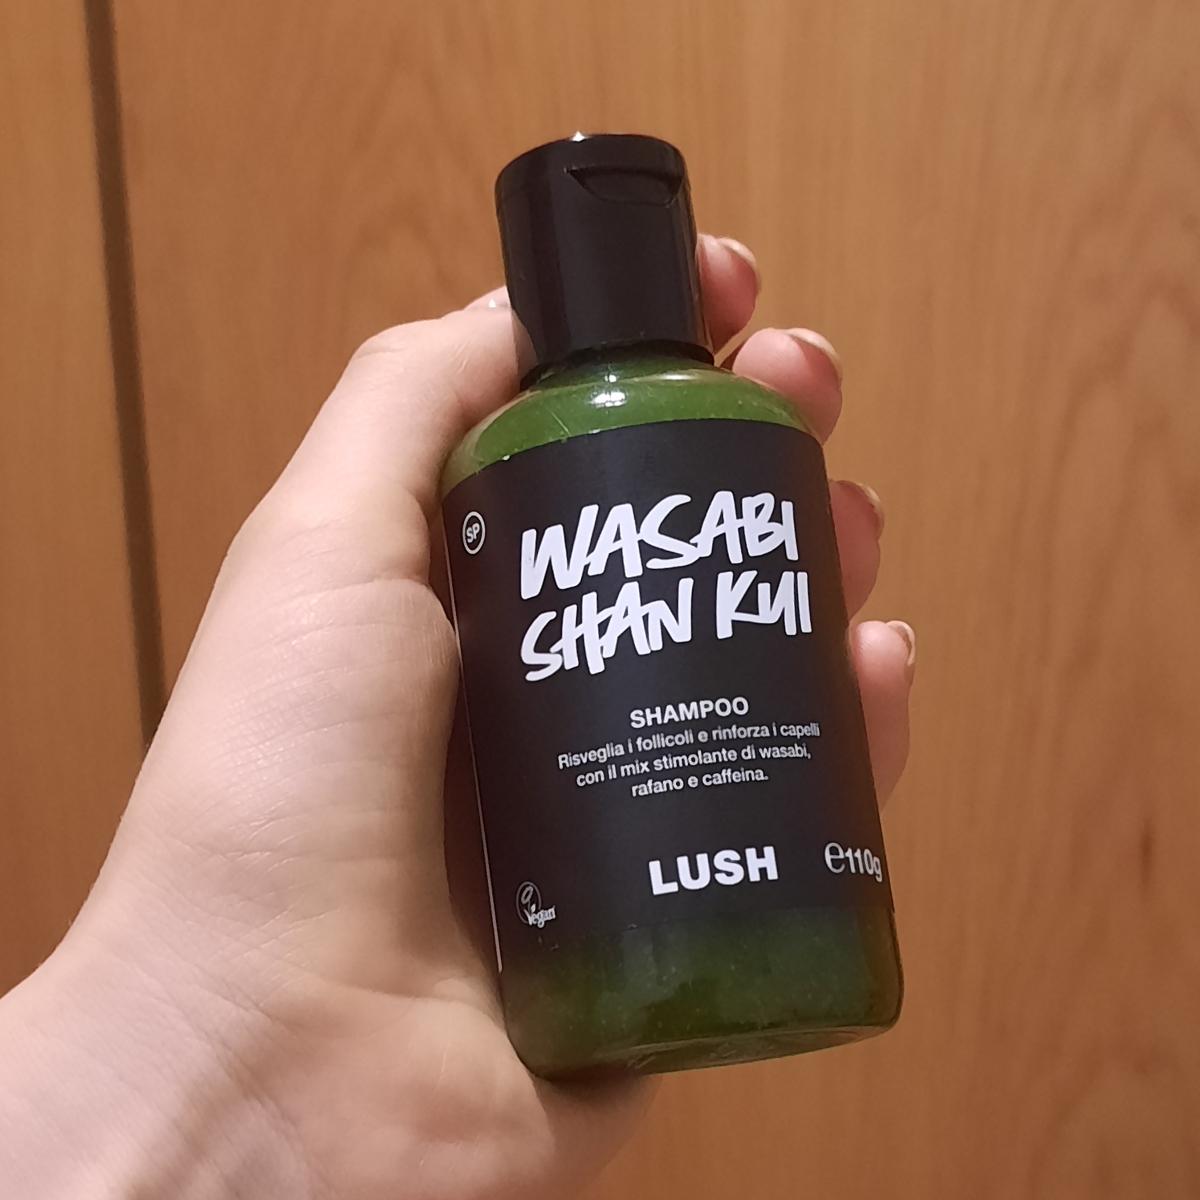 SP
WASABI
SHAN KUI
SHAMPOO
Risveglia i follicoli e rinforza i capelli
con il mix stimolante di wasabi,
rafano e caffeina.
LUSH
℮110g
Vegan